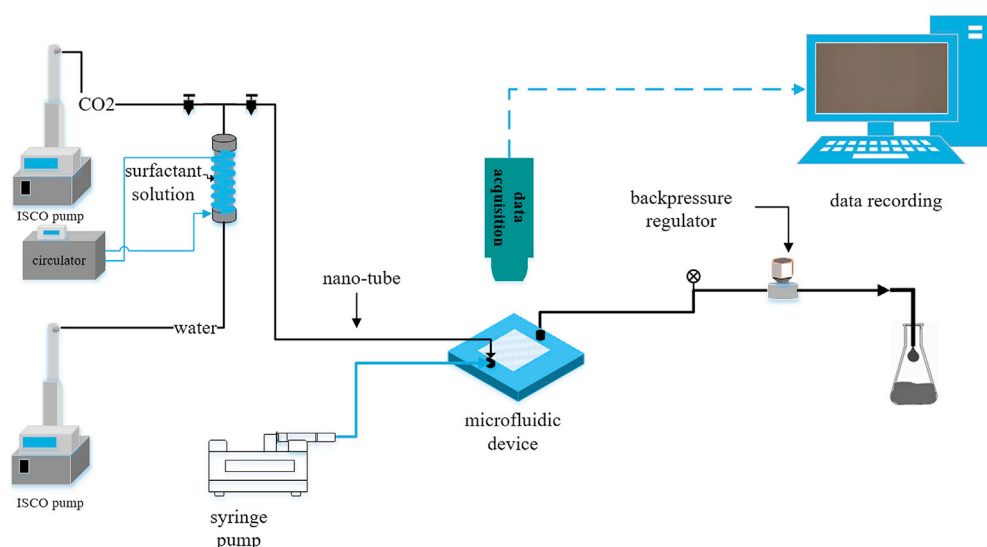 CO2
surfactant
solution
ISCO pump
circulator
water
ISCO pump
nano-tube
syringe
pump
data
acquisition
microfluidic
device
backpressure
regulator
data recording